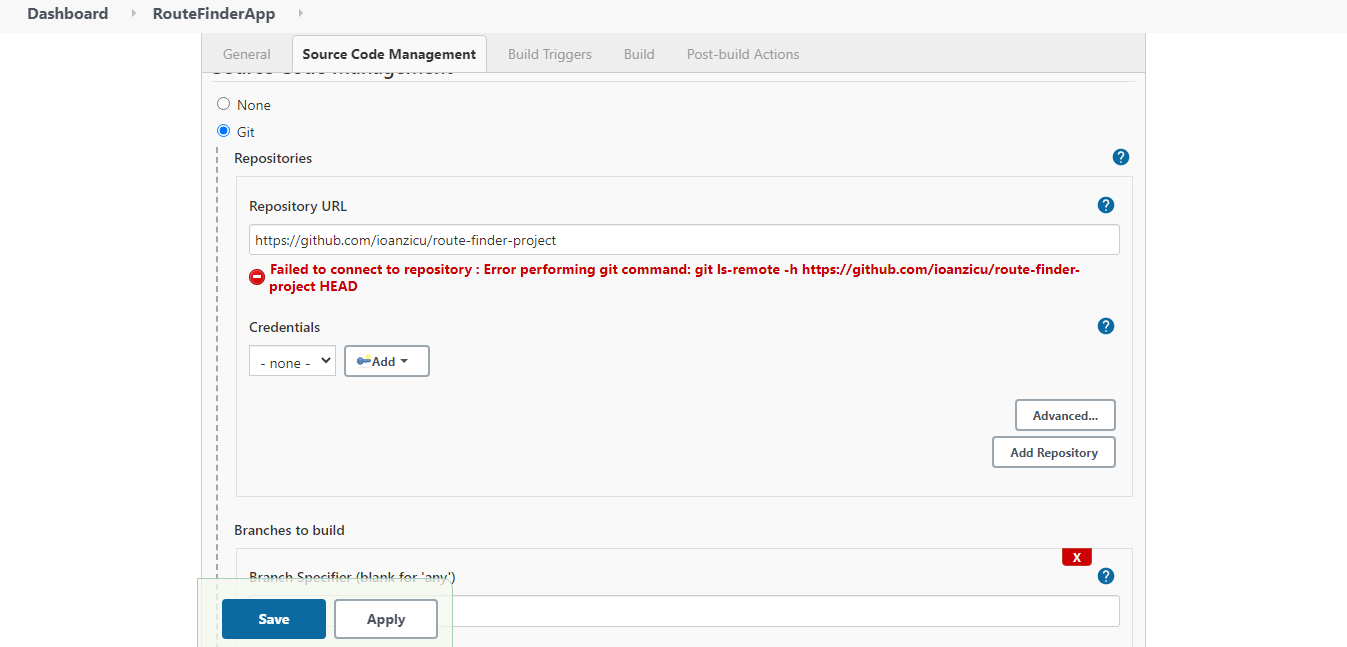 Dashboard RouteFinderApp
General Source Code Management Build Triggers Build Post-build Actions
Source Code Management
None
Git
Repositories
?
Repository URL
?
https://github.com/ioanzicu/route-finder-project
Failed to connect to repository : Error performing git command: git ls-remote -h https://github.com/ioanzicu/route-finder-
project HEAD
Credentials
?
- none -
Add
Advanced...
Add Repository
Branches to build
X
Branch Specifier (blank for 'any')
?
Save Apply